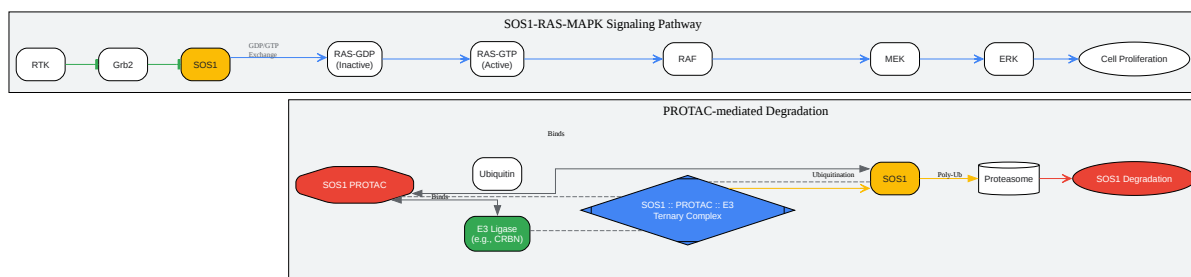 SOS1-RAS-MAPK Signaling Pathway
RTK
Grb2
SOS1
GDP/GTP
Exchange
RAS-GDP
(Inactive)
RAS-GTP
(Active)
RAF
MEK
ERK
Cell Proliferation
PROTAC-mediated Degradation
Binds
SOS1 PROTAC
Ubiquitin
Binds
E3 Ligase
(e.g., CRBN)
SOS1 :: PROTAC :: E3
Ternary Complex
Ubiquitination
SOS1
Poly-Ub
Proteasome
SOS1 Degradation